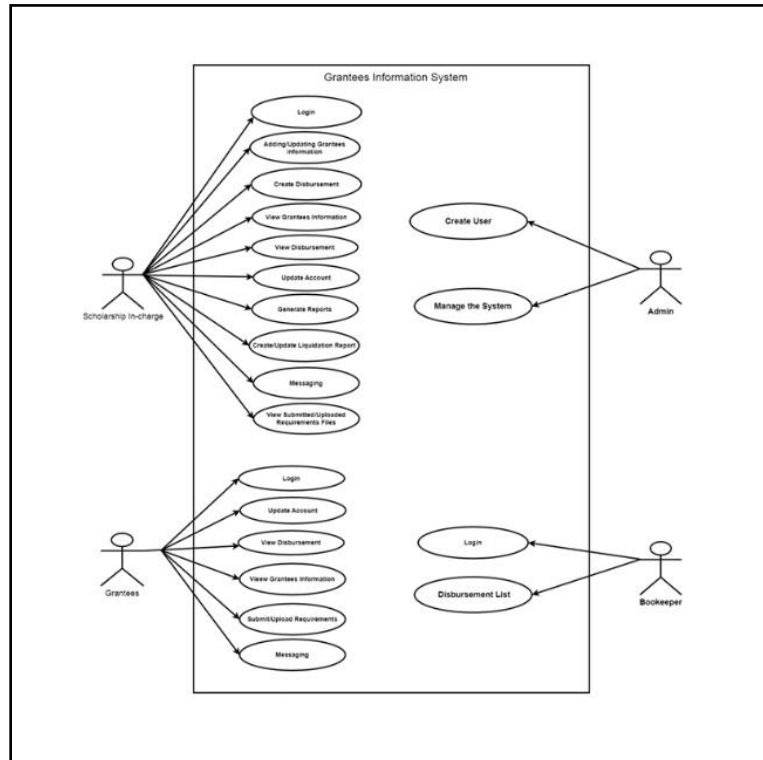 Grantees Information System
Login
Adding/Updating Grantees
Information
Create Disbursement
View Grantees Information
View Disbursement
Update Account
Generate Reports
Create/Update Liquidation Report
Messaging
View Submitted/Uploaded
Requirements Files
Scholarship In-charge
Create User
Manage the System
Admin
Login
Update Account
View Disbursement
Vieew Grantees Information
Submit/Upload Requirements
Messaging
Grantees
Login
Disbursement List
Bookeeper